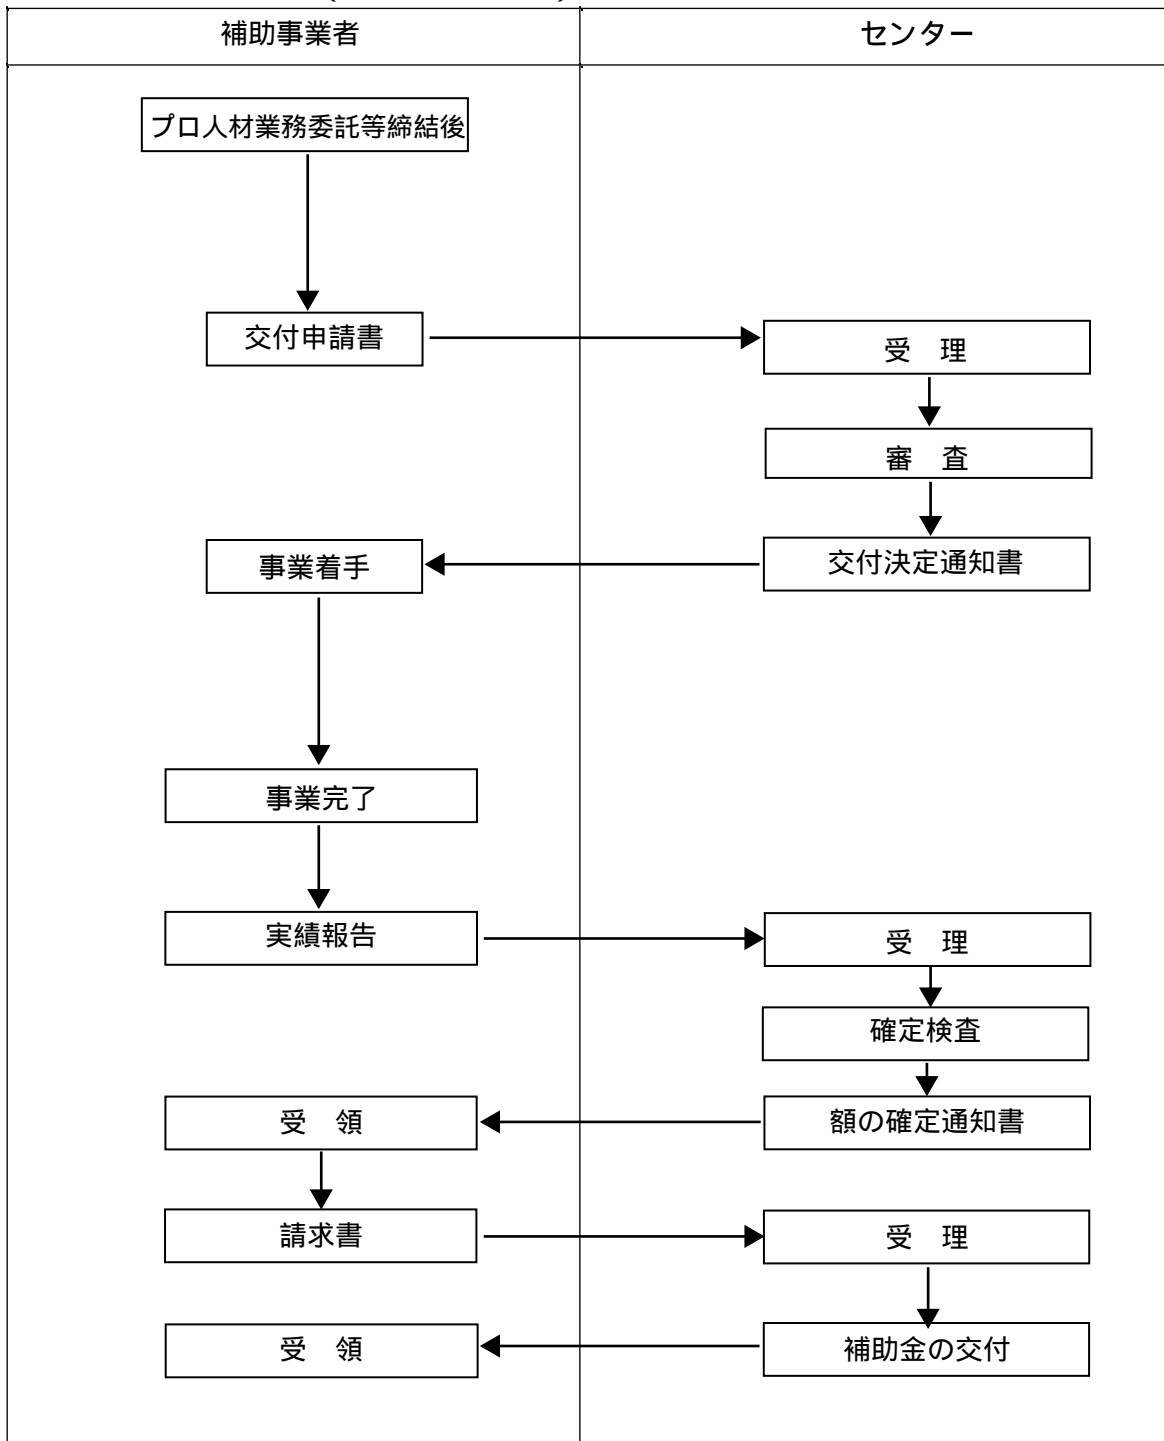 補助事業者
センター
プロ人材業務委託等締結後
交付申請書
受　理
審　査
交付決定通知書
事業着手
事業完了
実績報告
受　理
確定検査
額の確定通知書
受　領
請求書
受　理
補助金の交付
受　領